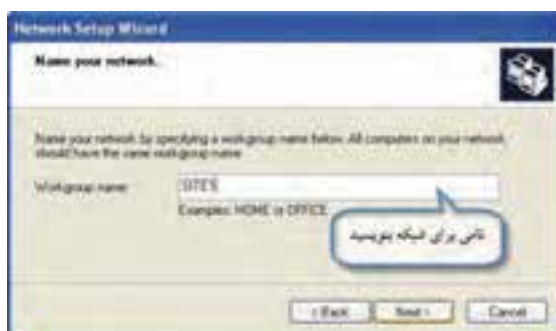 Network Setup Wizard
Name your network.
Name your network by specifying a workgroup name below. All computers on your network
should have the same workgroup name.
Workgroup name:
SITE5
Examples: HOME or OFFICE
نامی برای شبکه بنویسید
< Back
Next >
Cancel